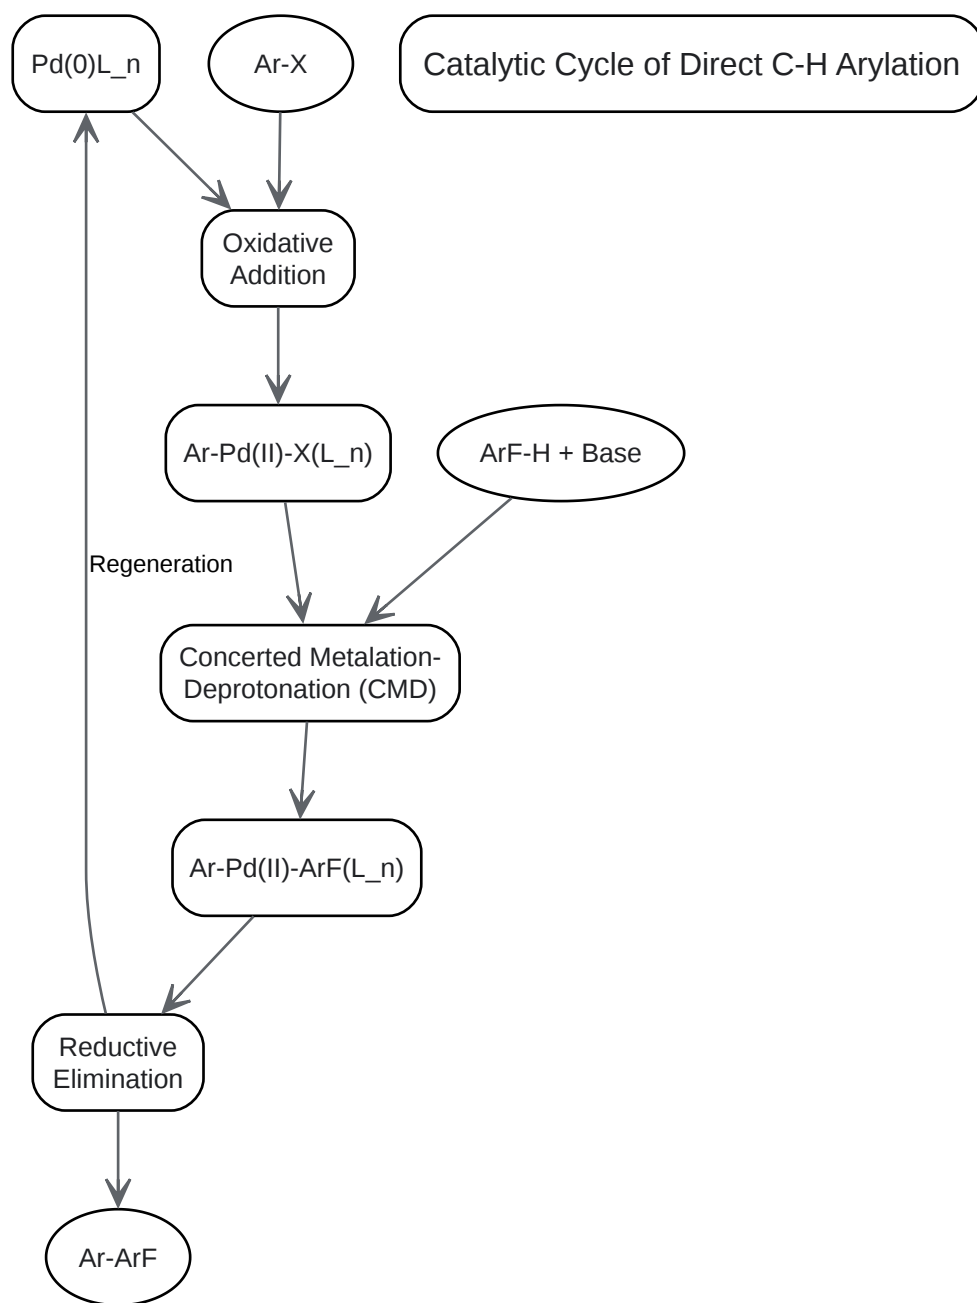 Pd(0)L_n
Ar-X
Catalytic Cycle of Direct C-H Arylation
Oxidative
Addition
Ar-Pd(II)-X(L_n)
ArF-H + Base
Regeneration
Concerted Metalation-
Deprotonation (CMD)
Ar-Pd(II)-ArF(L_n)
Reductive
Elimination
Ar-ArF